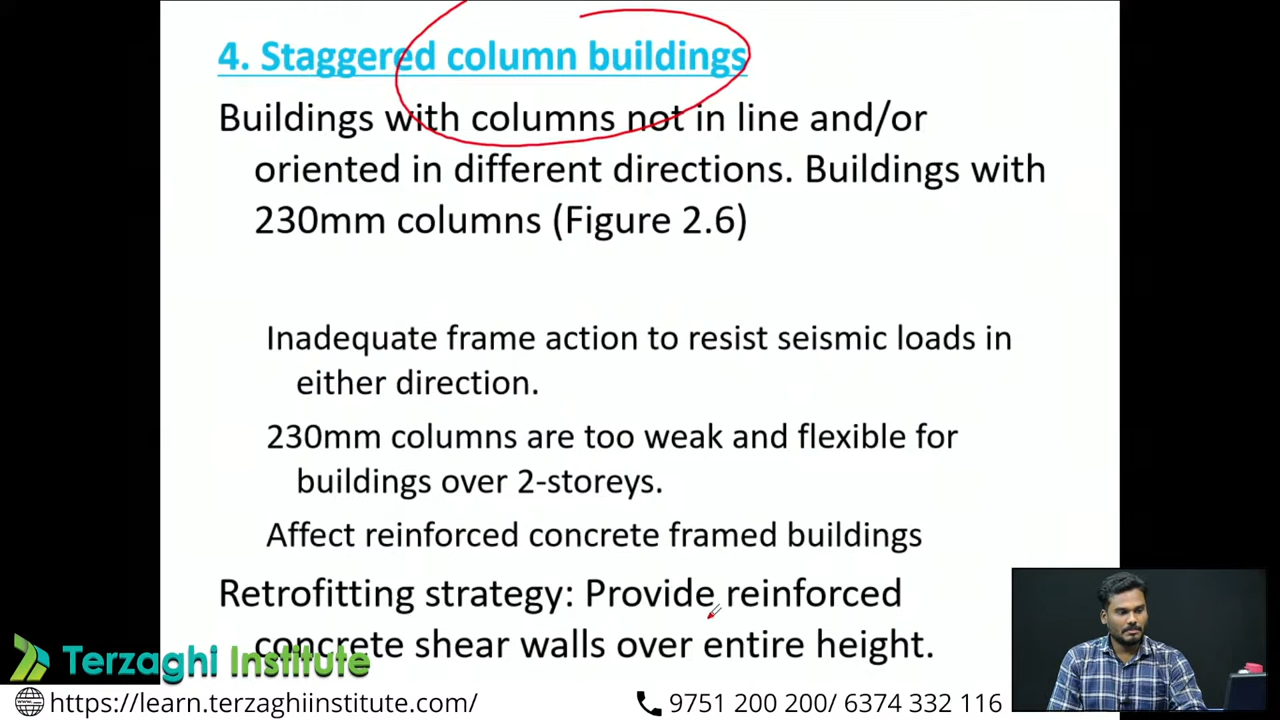 4. Staggered column buildings
Buildings with columns not in line and/or
oriented in different directions. Buildings with
230mm columns (Figure 2.6)
Inadequate frame action to resist seismic loads in
either direction.
230mm columns are too weak and flexible for
buildings over 2-storeys.
Affect reinforced concrete framed buildings
Retrofitting strategy: Provide reinforced
concrete shear walls over entire height.
Terzaghi Institute
https://learn.terzaghiinstitute.com/
9751 200 200/ 6374 332 116